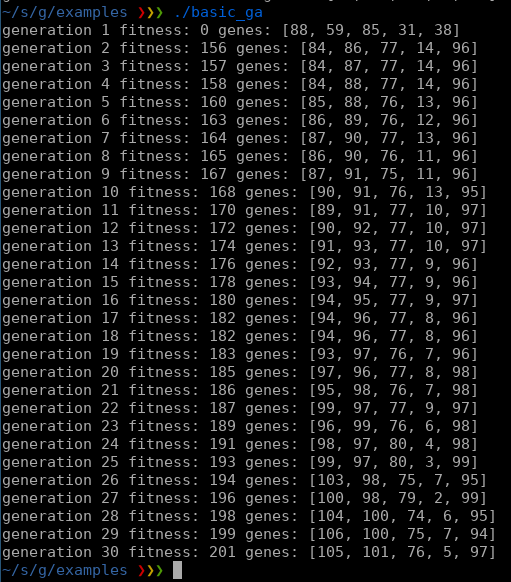 ~/s/g/examples ❯❯❯ ./basic_ga
generation 1 fitness: 0 genes: [88, 59, 85, 31, 38]
generation 2 fitness: 156 genes: [84, 86, 77, 14, 96]
generation 3 fitness: 157 genes: [84, 87, 77, 14, 96]
generation 4 fitness: 158 genes: [84, 88, 77, 14, 96]
generation 5 fitness: 160 genes: [85, 88, 76, 13, 96]
generation 6 fitness: 163 genes: [86, 89, 76, 12, 96]
generation 7 fitness: 164 genes: [87, 90, 77, 13, 96]
generation 8 fitness: 165 genes: [86, 90, 76, 11, 96]
generation 9 fitness: 167 genes: [87, 91, 75, 11, 96]
generation 10 fitness: 168 genes: [90, 91, 76, 13, 95]
generation 11 fitness: 170 genes: [89, 91, 77, 10, 97]
generation 12 fitness: 172 genes: [90, 92, 77, 10, 97]
generation 13 fitness: 174 genes: [91, 93, 77, 10, 97]
generation 14 fitness: 176 genes: [92, 93, 77, 9, 96]
generation 15 fitness: 178 genes: [93, 94, 77, 9, 96]
generation 16 fitness: 180 genes: [94, 95, 77, 9, 97]
generation 17 fitness: 182 genes: [94, 96, 77, 8, 96]
generation 18 fitness: 182 genes: [94, 96, 77, 8, 96]
generation 19 fitness: 183 genes: [93, 97, 76, 7, 96]
generation 20 fitness: 185 genes: [97, 96, 77, 8, 98]
generation 21 fitness: 186 genes: [95, 98, 76, 7, 98]
generation 22 fitness: 187 genes: [99, 97, 77, 9, 97]
generation 23 fitness: 189 genes: [96, 99, 76, 6, 98]
generation 24 fitness: 191 genes: [98, 97, 80, 4, 98]
generation 25 fitness: 193 genes: [99, 97, 80, 3, 99]
generation 26 fitness: 194 genes: [103, 98, 75, 7, 95]
generation 27 fitness: 196 genes: [100, 98, 79, 2, 99]
generation 28 fitness: 198 genes: [104, 100, 74, 6, 95]
generation 29 fitness: 199 genes: [106, 100, 75, 7, 94]
generation 30 fitness: 201 genes: [105, 101, 76, 5, 97]
~/s/g/examples ❯❯❯